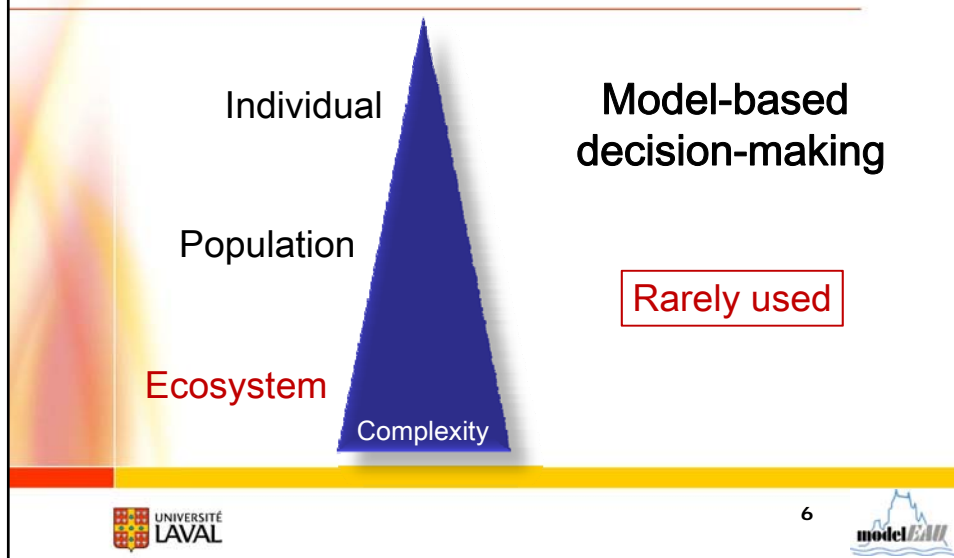 Individual
Model-based
decision-making
Population
Rarely used
Ecosystem
Complexity
UNIVERSITÉ
LAVAL
6
modelEAU